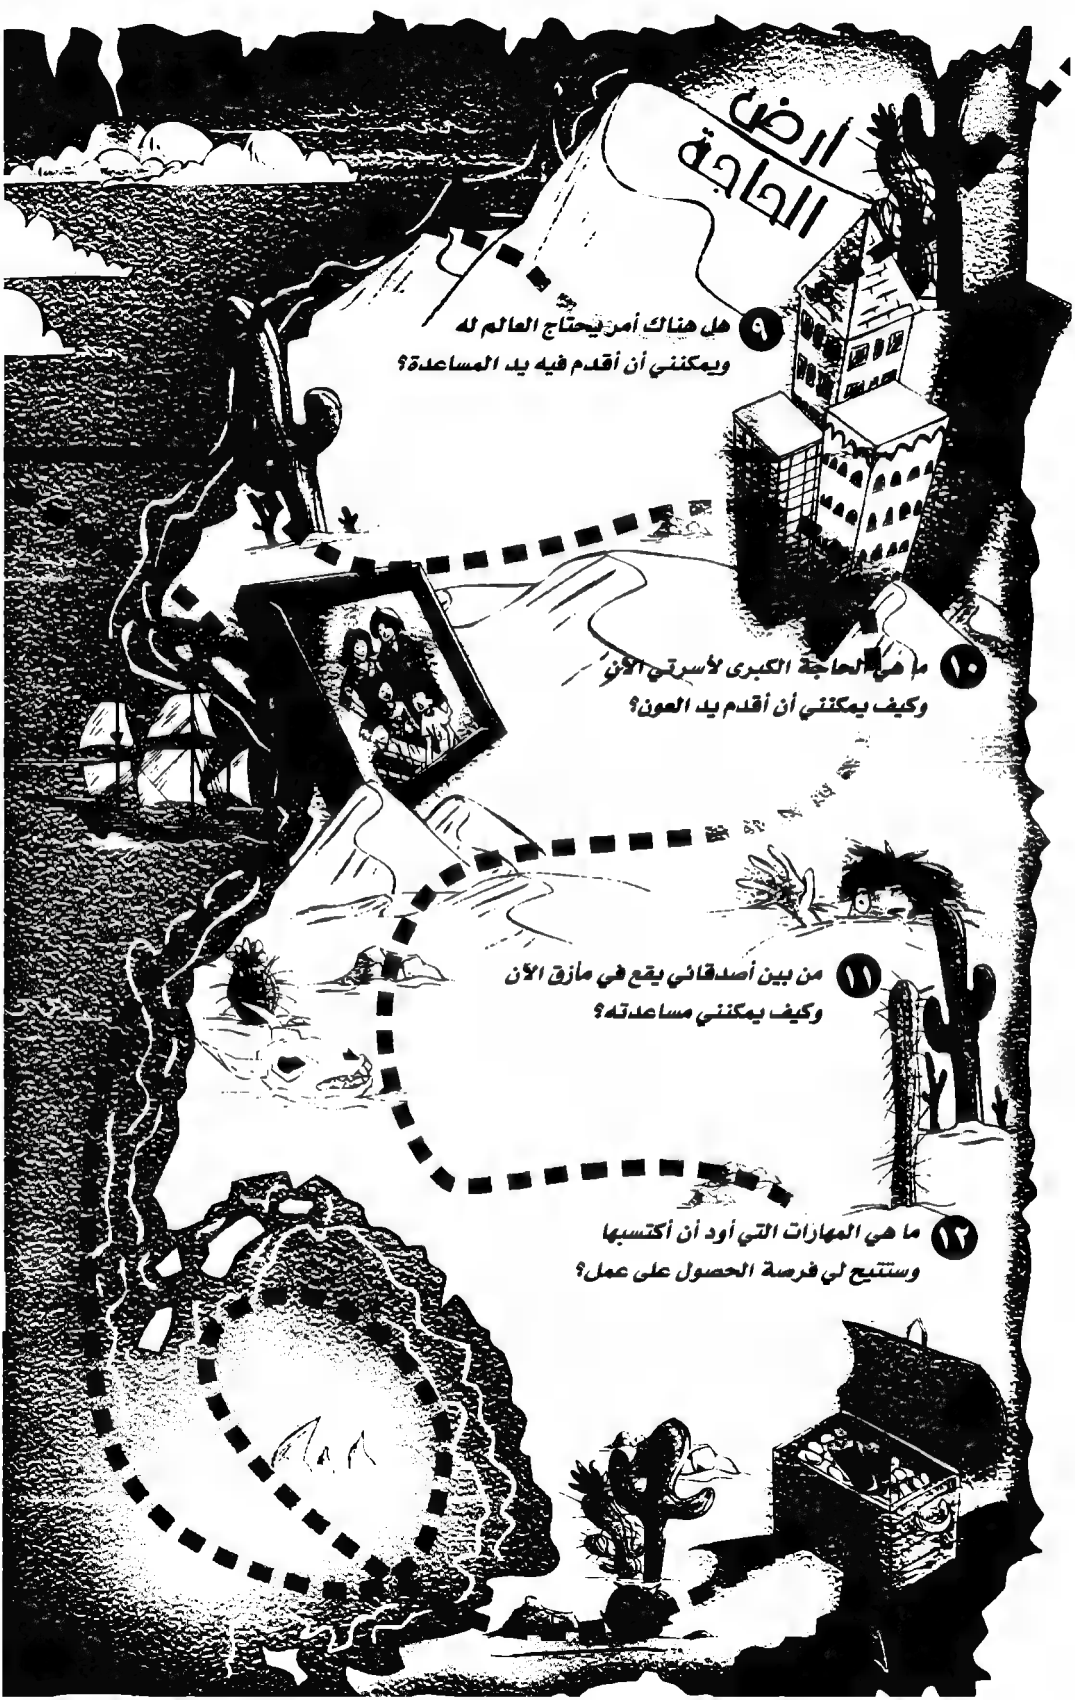 أرض
الحاجة
٩ هل هناك أمر يحتاج العالم له
ويمكنني أن أقدم فيه يد المساعدة؟
١٠ ما هي الحاجة الكبرى لأسرتي الآن
وكيف يمكنني أن أقدم يد العون؟
١١ من بين أصدقائي يقع في مأزق الآن
وكيف يمكنني مساعدته؟
١٢ ما هي المهارات التي أود أن أكتسبها
وستتيح لي فرصة الحصول على عمل؟